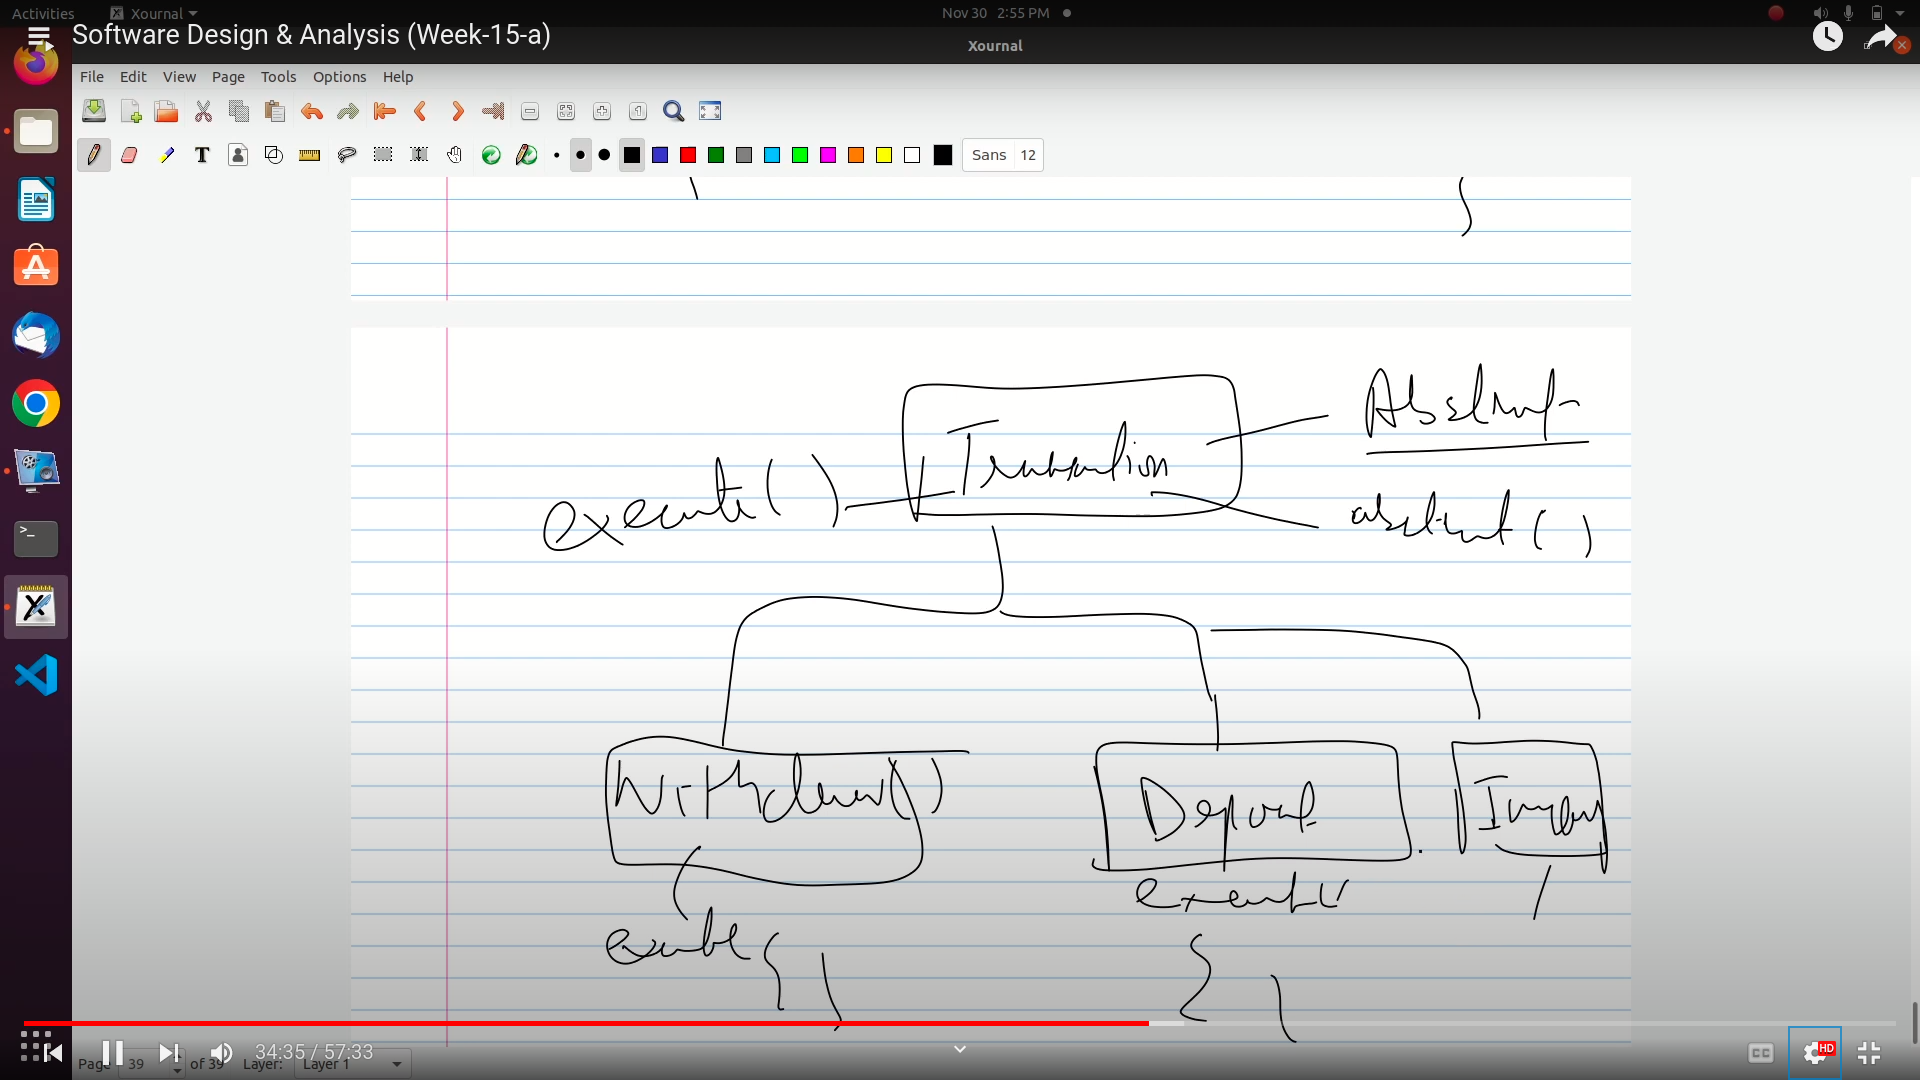 Activities Xournal Nov 30 2:55 PM
Software Design & Analysis (Week-15-a)
Xournal
File Edit View Page Tools Options Help
T Sans 12
Transaction
Abstract
execute()
abstract()
Withdraw()
Deposit
execute()
execute {
{
Page 39 of 39 Layer: Layer 1
34:35 / 57:33
CC HD